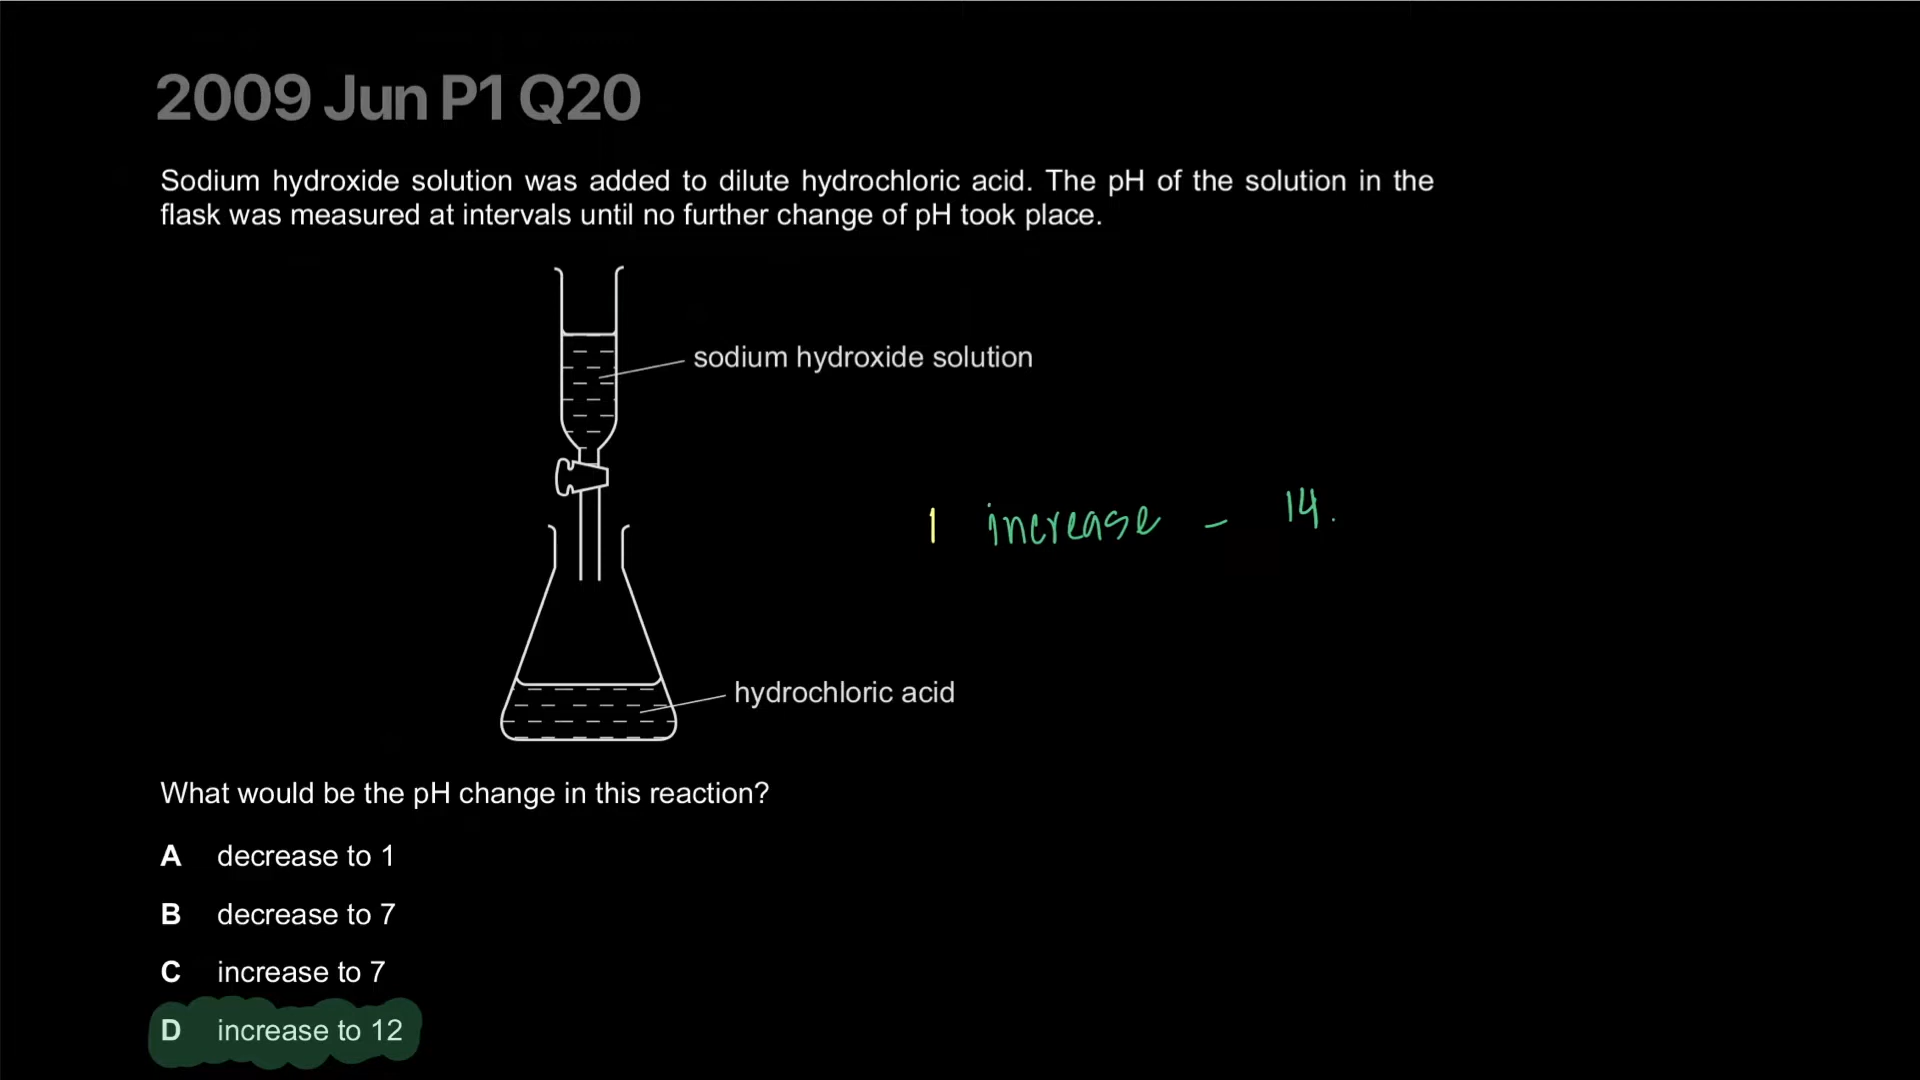 2009 Jun P1 Q20
Sodium hydroxide solution was added to dilute hydrochloric acid. The pH of the solution in the
flask was measured at intervals until no further change of pH took place.
sodium hydroxide solution
1 increase - 14.
hydrochloric acid
What would be the pH change in this reaction?
A decrease to 1
B decrease to 7
C increase to 7
D increase to 12